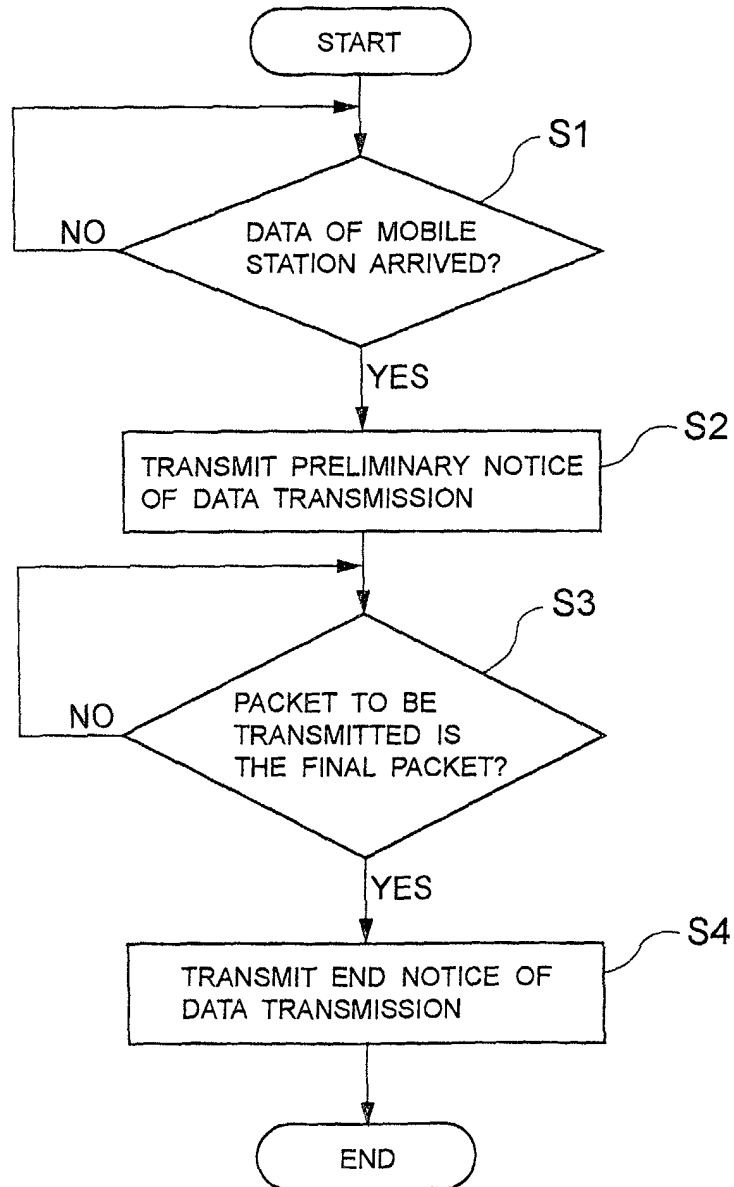 START
S1
DATA OF MOBILE
STATION ARRIVED?
NO
YES
S2
TRANSMIT PRELIMINARY NOTICE
OF DATA TRANSMISSION
S3
PACKET TO BE
TRANSMITTED IS
THE FINAL PACKET?
NO
YES
S4
TRANSMIT END NOTICE OF
DATA TRANSMISSION
END